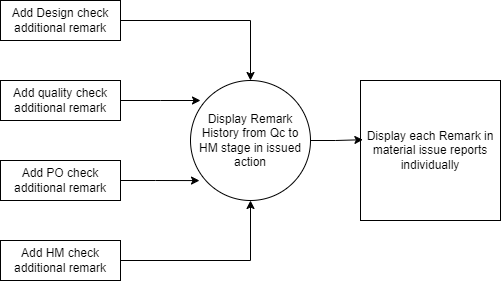 Add Design check
additional remark
Add quality check
additional remark
Add PO check
additional remark
Add HM check
additional remark
Display Remark
History from Qc to
HM stage in issued
action
Display each Remark in
material issue reports
individually